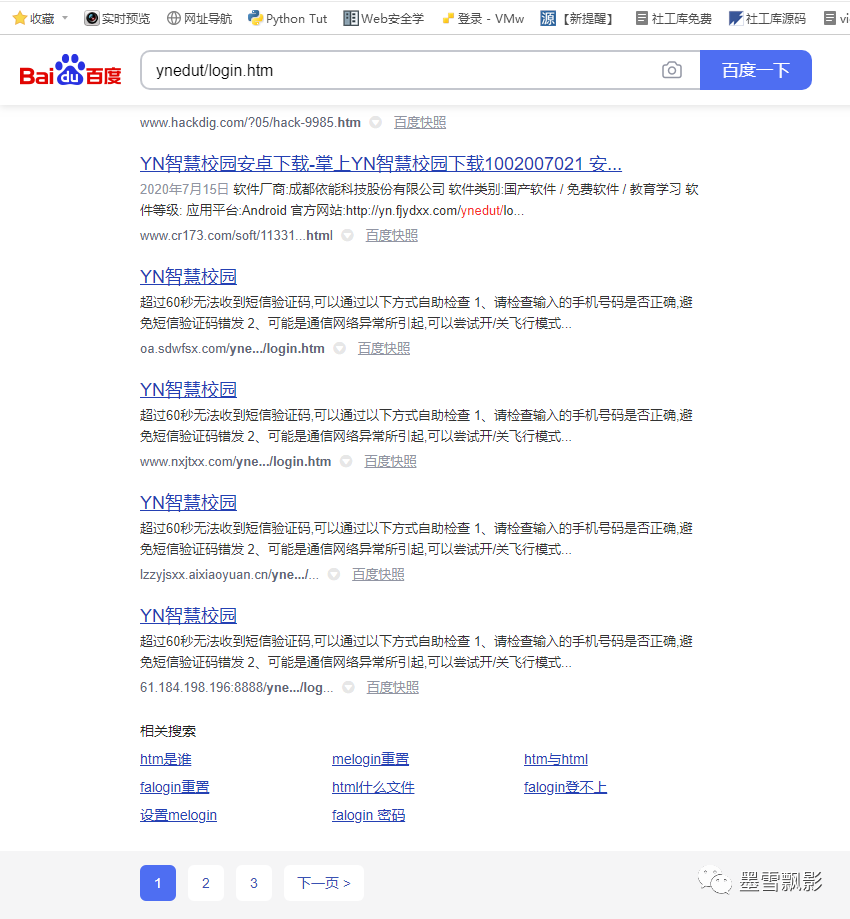 收藏 实时预览 网址导航 Python Tut Web安全学 登录 - VMw 【新提醒】 社工库免费 社工库源码 vi
Bai du 百度 ynedut/login.htm 百度一下
www.hackdig.com/?05/hack-9985.htm 百度快照
YN智慧校园安卓下载-掌上YN智慧校园下载1002007021 安...
2020年7月15日 软件厂商:成都依能科技股份有限公司 软件类别:国产软件 / 免费软件 / 教育学习 软
件等级: 应用平台:Android 官方网站:http://yn.fjydxx.com/ynedut/lo...
www.cr173.com/soft/11331...html 百度快照
YN智慧校园
超过60秒无法收到短信验证码,可以通过以下方式自助检查 1、请检查输入的手机号码是否正确,避
免短信验证码错发 2、可能是通信网络异常所引起,可以尝试开/关飞行模式...
oa.sdwfsx.com/yne.../login.htm 百度快照
YN智慧校园
超过60秒无法收到短信验证码,可以通过以下方式自助检查 1、请检查输入的手机号码是否正确,避
免短信验证码错发 2、可能是通信网络异常所引起,可以尝试开/关飞行模式...
www.nxjtxx.com/yne.../login.htm 百度快照
YN智慧校园
超过60秒无法收到短信验证码,可以通过以下方式自助检查 1、请检查输入的手机号码是否正确,避
免短信验证码错发 2、可能是通信网络异常所引起,可以尝试开/关飞行模式...
lzzyjsxx.aixiaoyuan.cn/yne.../... 百度快照
YN智慧校园
超过60秒无法收到短信验证码,可以通过以下方式自助检查 1、请检查输入的手机号码是否正确,避
免短信验证码错发 2、可能是通信网络异常所引起,可以尝试开/关飞行模式...
61.184.198.196:8888/yne.../log... 百度快照
相关搜索
htm是谁 melogin重置 htm与html
falogin重置 html什么文件 falogin登不上
设置melogin falogin 密码
1 2 3 下一页 > 墨雪飘影